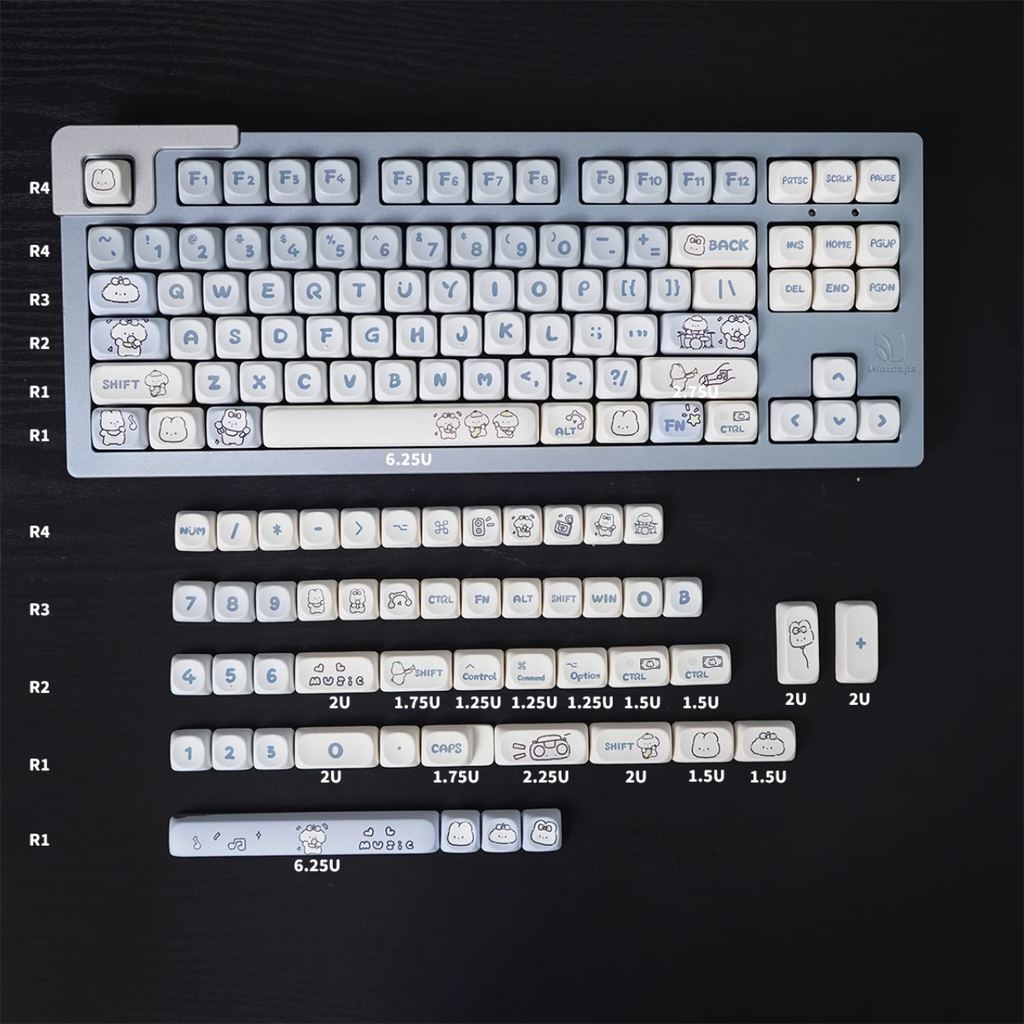 R4 F1 F2 F3 F4 F5 F6 F7 F8 F9 F10 F11 F12 PRTSC SCRLK PAUSE
R4 ~ ` ! 1 @ 2 # 3 $ 4 % 5 ^ 6 & 7 * 8 ( 9 ) 0 _ - + = BACK INS HOME PGUP
R3 Q W E R T U Y I O P [{ ]} |\ DEL END PGDN
R2 A S D F G H J K L :; '"
Mintcaps
R1 SHIFT Z X C V B N M <, >. ?/ 2.75U ^
R1 ALT FN CTRL < v >
6.25U
R4 NUM / * - > ⌥ ⌘
R3 7 8 9 CTRL FN ALT SHIFT WIN O B
R2 4 5 6 music SHIFT ^ Control ⌘ Command ⌥ Option CTRL CTRL +
2U 1.75U 1.25U 1.25U 1.25U 1.5U 1.5U 2U 2U
R1 1 2 3 0 . CAPS SHIFT
2U 1.75U 2.25U 2U 1.5U 1.5U
R1 music
6.25U